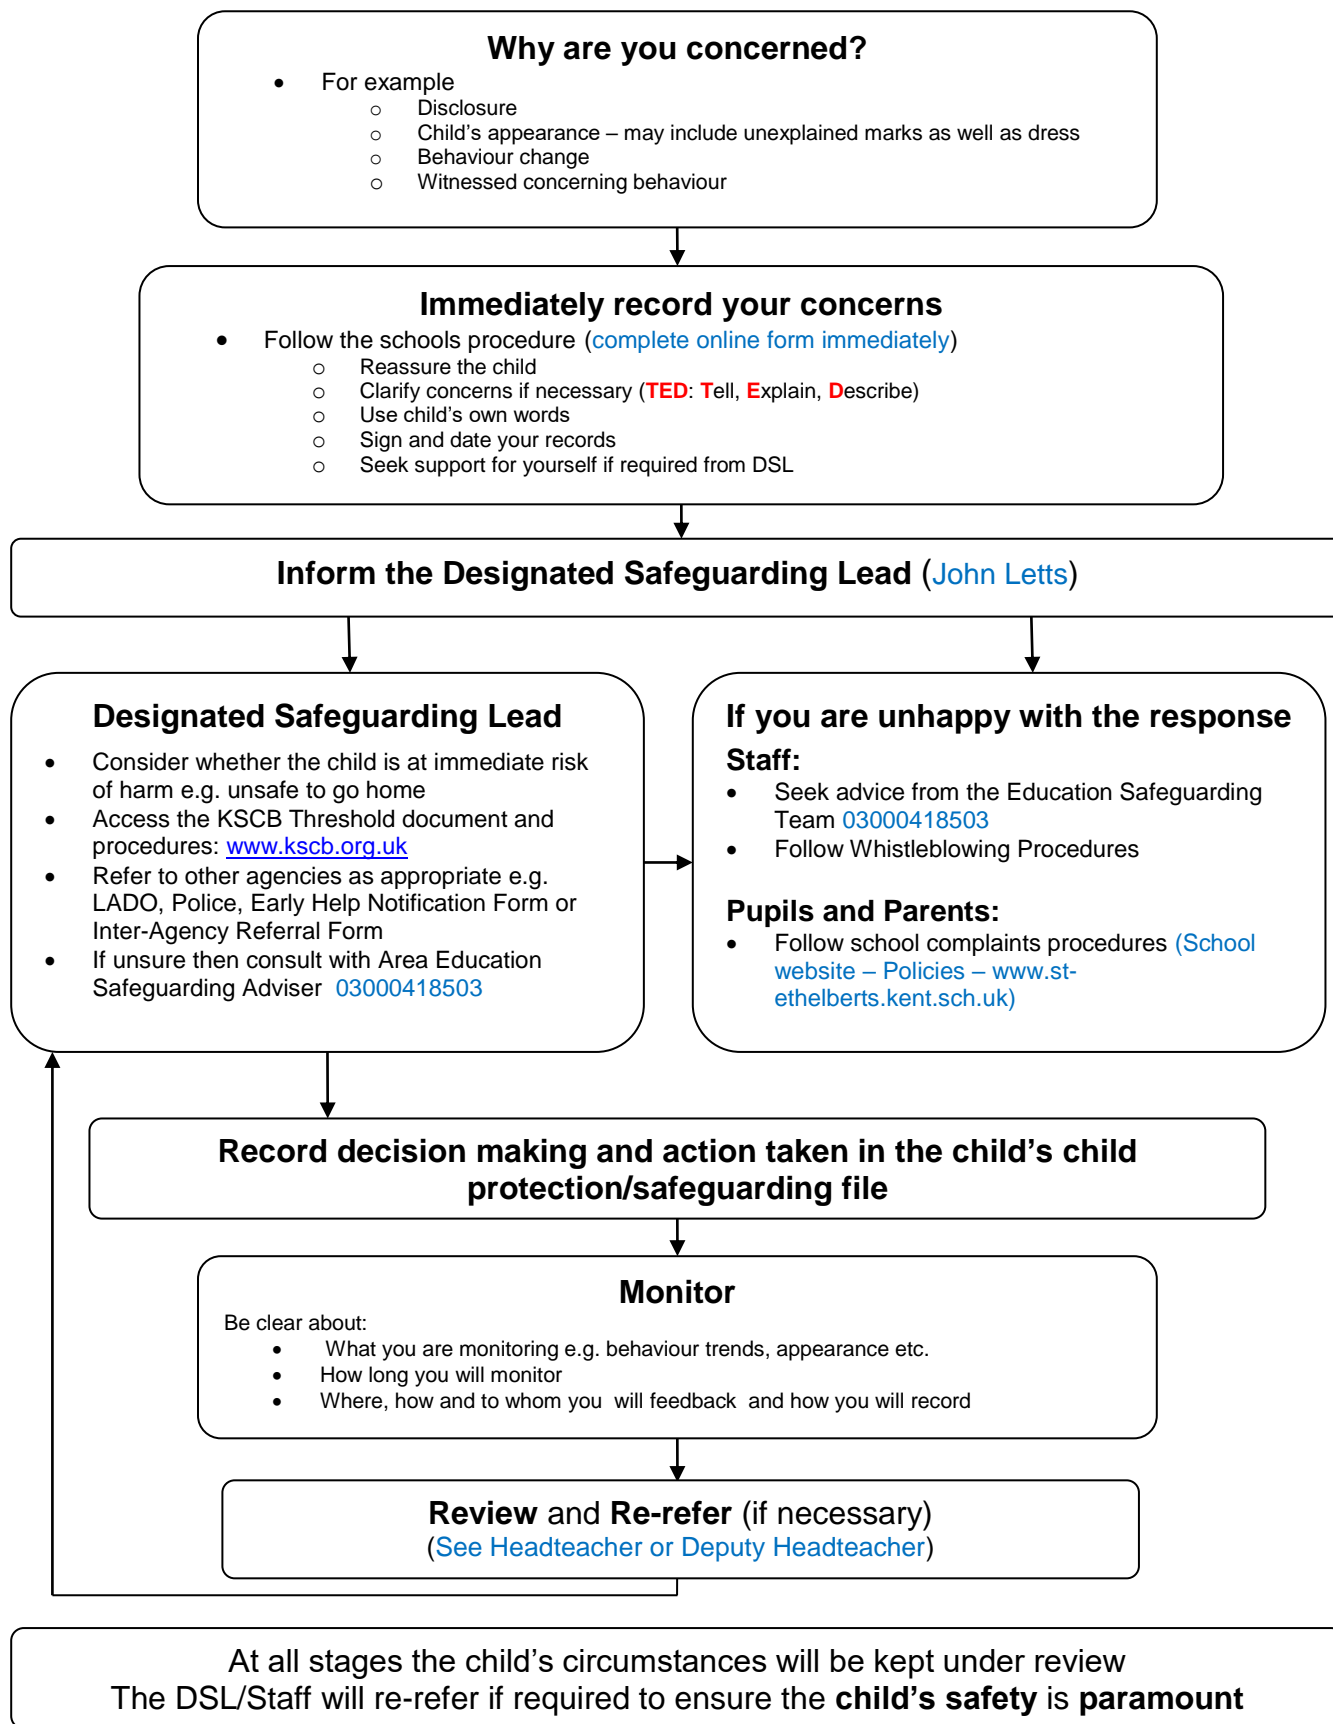 Why are you concerned?
• For example
o Disclosure
o Child’s appearance – may include unexplained marks as well as dress
o Behaviour change
o Witnessed concerning behaviour
Immediately record your concerns
• Follow the schools procedure (complete online form immediately)
o Reassure the child
o Clarify concerns if necessary (TED: Tell, Explain, Describe)
o Use child’s own words
o Sign and date your records
o Seek support for yourself if required from DSL
Inform the Designated Safeguarding Lead (John Letts)
Designated Safeguarding Lead
• Consider whether the child is at immediate risk
of harm e.g. unsafe to go home
• Access the KSCB Threshold document and
procedures: www.kscb.org.uk
• Refer to other agencies as appropriate e.g.
LADO, Police, Early Help Notification Form or
Inter-Agency Referral Form
• If unsure then consult with Area Education
Safeguarding Adviser 03000418503
If you are unhappy with the response
Staff:
• Seek advice from the Education Safeguarding
Team 03000418503
• Follow Whistleblowing Procedures
Pupils and Parents:
• Follow school complaints procedures (School
website – Policies – www.st-
ethelberts.kent.sch.uk)
Record decision making and action taken in the child’s child
protection/safeguarding file
Monitor
Be clear about:
• What you are monitoring e.g. behaviour trends, appearance etc.
• How long you will monitor
• Where, how and to whom you will feedback and how you will record
Review and Re-refer (if necessary)
(See Headteacher or Deputy Headteacher)
At all stages the child’s circumstances will be kept under review
The DSL/Staff will re-refer if required to ensure the child’s safety is paramount